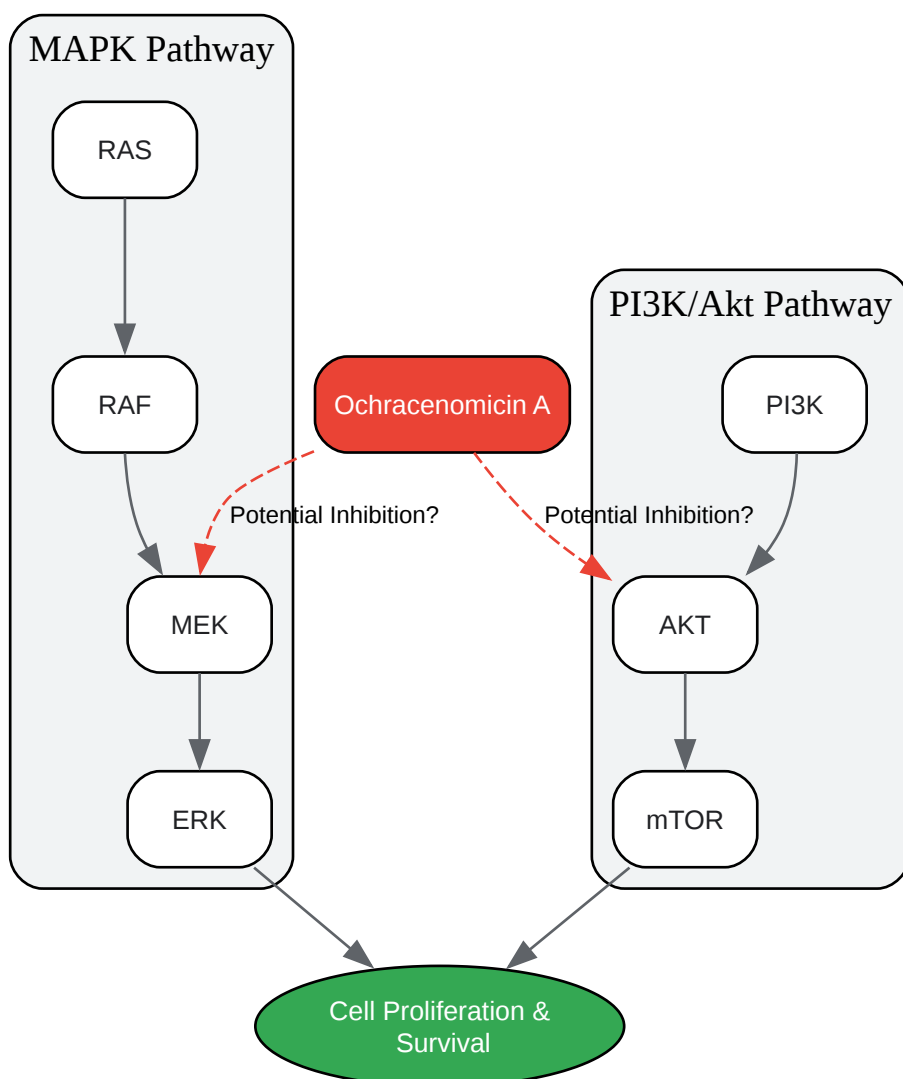 MAPK Pathway
RAS
PI3K/Akt Pathway
RAF
Ochracenomicin A
PI3K
Potential Inhibition?
Potential Inhibition?
MEK
AKT
ERK
mTOR
Cell Proliferation &
Survival